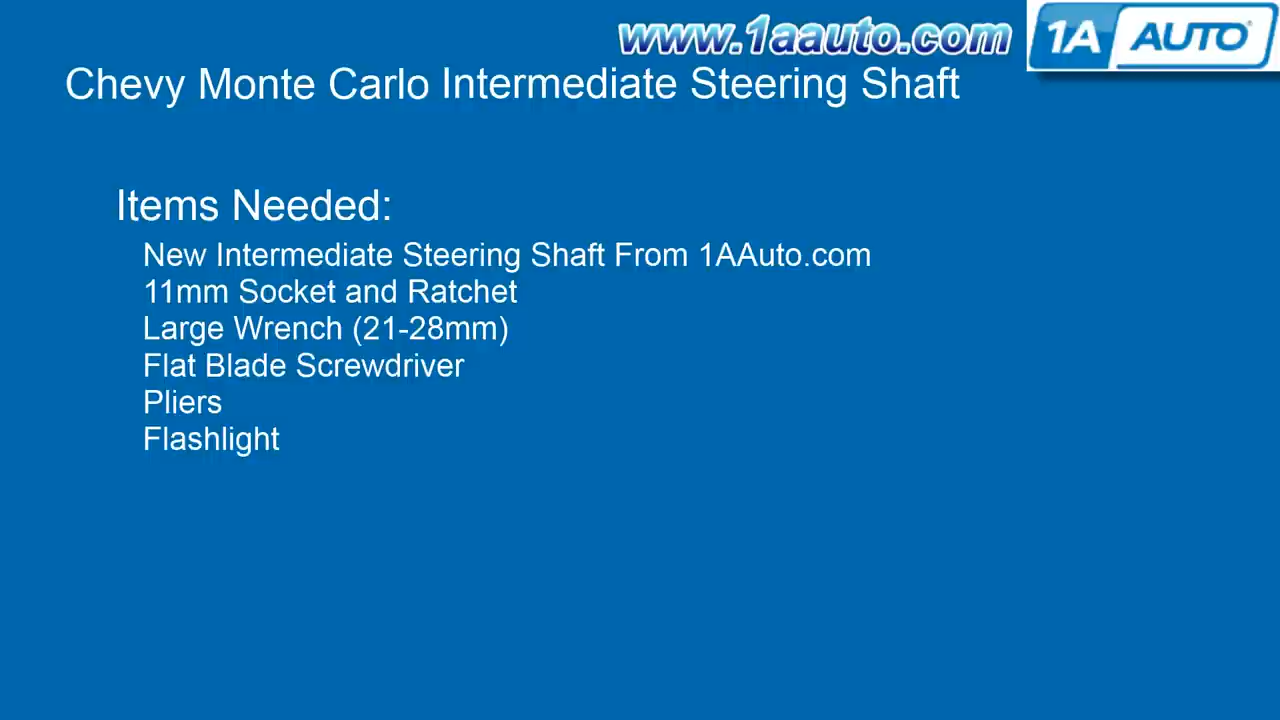 www.1aauto.com
1A AUTO
Chevy Monte Carlo Intermediate Steering Shaft
Items Needed:
New Intermediate Steering Shaft From 1AAuto.com
11mm Socket and Ratchet
Large Wrench (21-28mm)
Flat Blade Screwdriver
Pliers
Flashlight